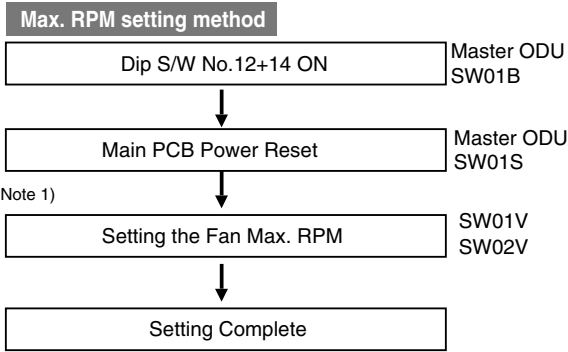 Max. RPM setting method
Dip S/W No.12+14 ON
Master ODU
SW01B
Main PCB Power Reset
Master ODU
SW01S
Note 1)
Setting the Fan Max. RPM
SW01V
SW02V
Setting Complete